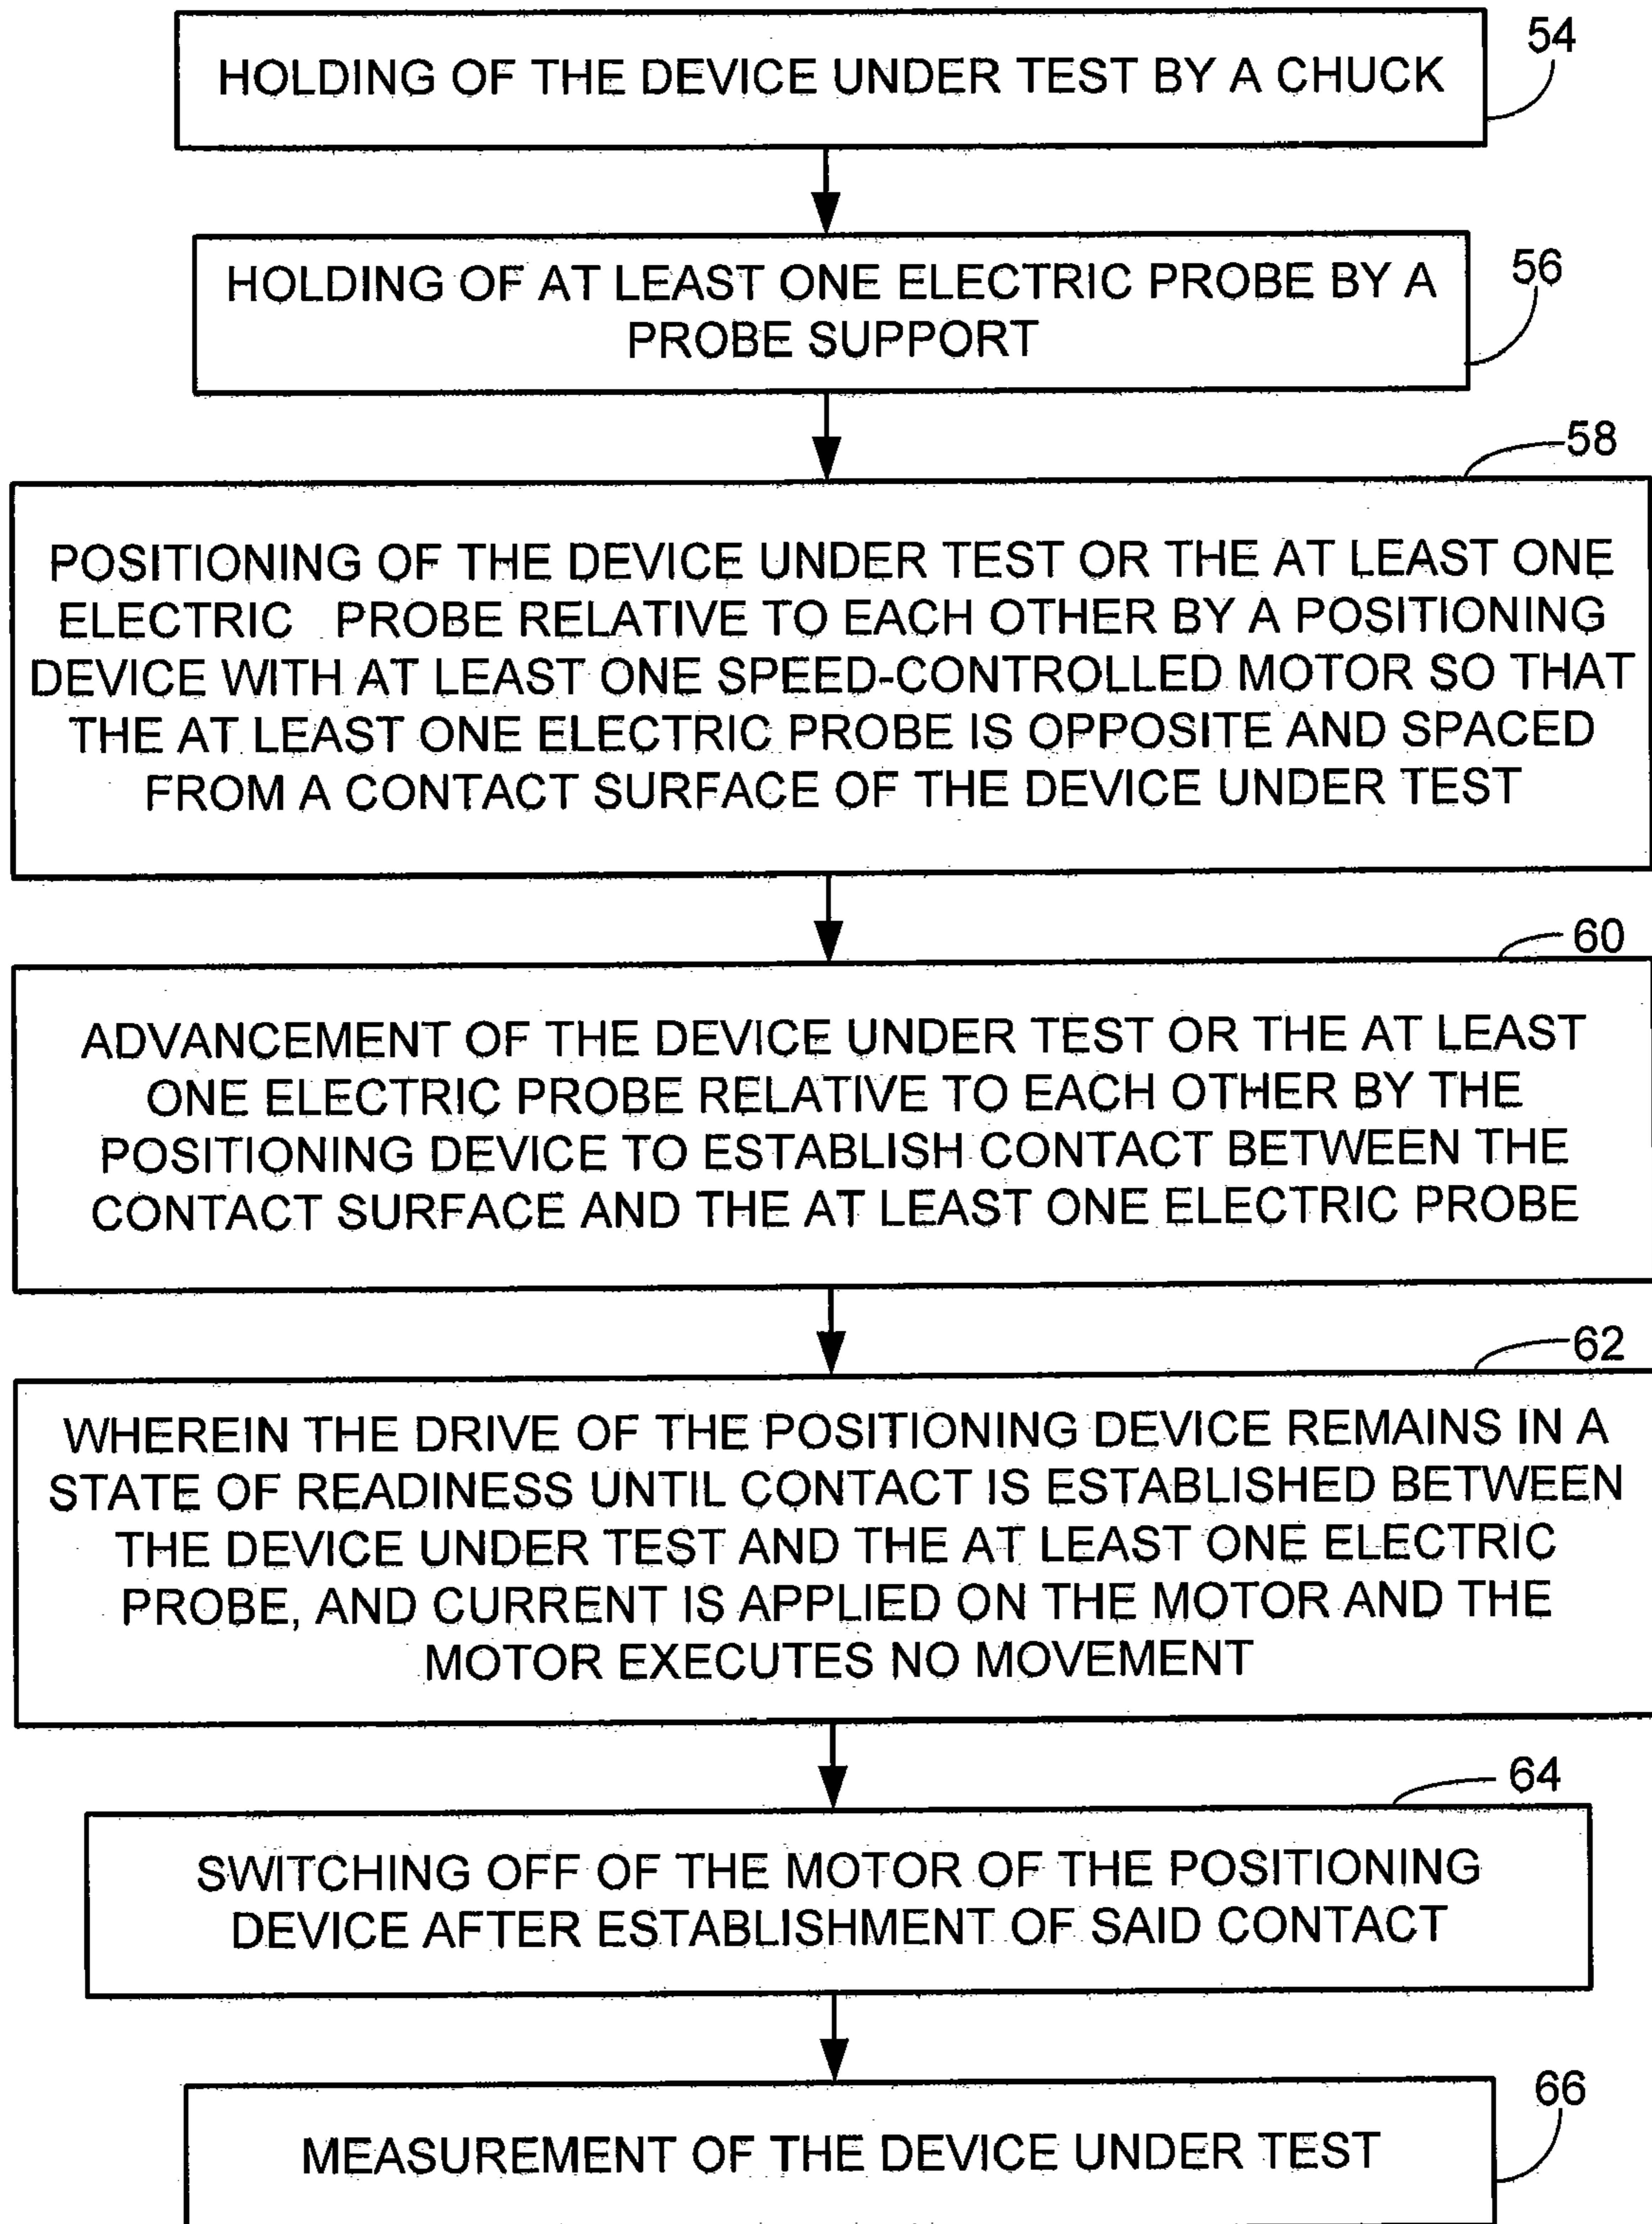 54
HOLDING OF THE DEVICE UNDER TEST BY A CHUCK
56
HOLDING OF AT LEAST ONE ELECTRIC PROBE BY A
PROBE SUPPORT
58
POSITIONING OF THE DEVICE UNDER TEST OR THE AT LEAST ONE
ELECTRIC PROBE RELATIVE TO EACH OTHER BY A POSITIONING
DEVICE WITH AT LEAST ONE SPEED-CONTROLLED MOTOR SO THAT
THE AT LEAST ONE ELECTRIC PROBE IS OPPOSITE AND SPACED
FROM A CONTACT SURFACE OF THE DEVICE UNDER TEST
60
ADVANCEMENT OF THE DEVICE UNDER TEST OR THE AT LEAST
ONE ELECTRIC PROBE RELATIVE TO EACH OTHER BY THE
POSITIONING DEVICE TO ESTABLISH CONTACT BETWEEN THE
CONTACT SURFACE AND THE AT LEAST ONE ELECTRIC PROBE
62
WHEREIN THE DRIVE OF THE POSITIONING DEVICE REMAINS IN A
STATE OF READINESS UNTIL CONTACT IS ESTABLISHED BETWEEN
THE DEVICE UNDER TEST AND THE AT LEAST ONE ELECTRIC
PROBE, AND CURRENT IS APPLIED ON THE MOTOR AND THE
MOTOR EXECUTES NO MOVEMENT
64
SWITCHING OFF OF THE MOTOR OF THE POSITIONING
DEVICE AFTER ESTABLISHMENT OF SAID CONTACT
66
MEASUREMENT OF THE DEVICE UNDER TEST